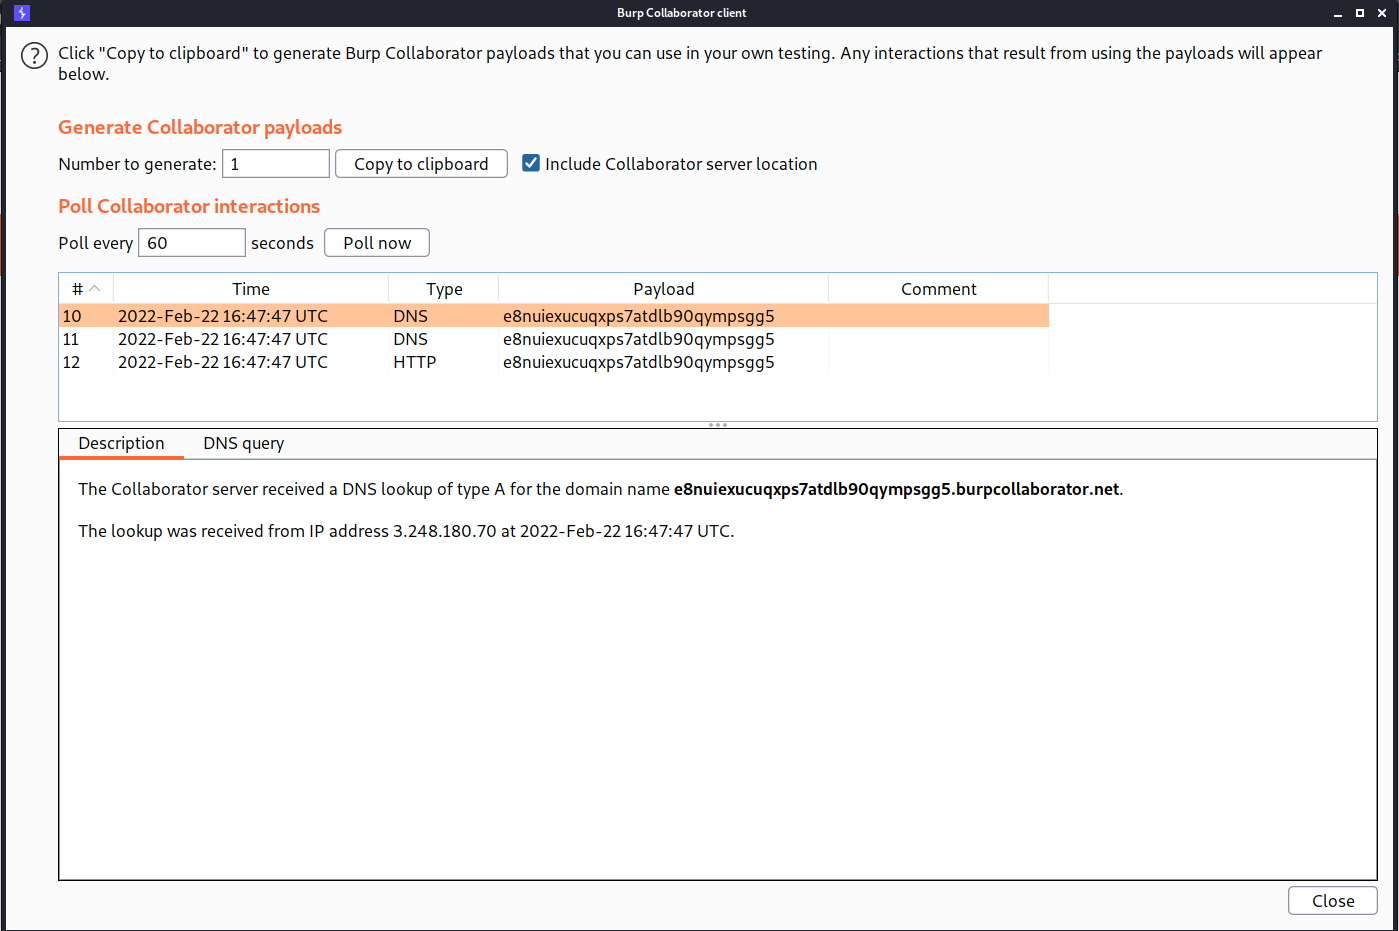 Burp Collaborator client
Click "Copy to clipboard" to generate Burp Collaborator payloads that you can use in your own testing. Any interactions that result from using the payloads will appear
below.
Generate Collaborator payloads
Number to generate: 1 Copy to clipboard Include Collaborator server location
Poll Collaborator interactions
Poll every 60 seconds Poll now
# Time Type Payload Comment
10 2022-Feb-22 16:47:47 UTC DNS e8nuiexucuqxps7atdlb90qympsgg5
11 2022-Feb-22 16:47:47 UTC DNS e8nuiexucuqxps7atdlb90qympsgg5
12 2022-Feb-22 16:47:47 UTC HTTP e8nuiexucuqxps7atdlb90qympsgg5
Description DNS query
The Collaborator server received a DNS lookup of type A for the domain name e8nuiexucuqxps7atdlb90qympsgg5.burpcollaborator.net.
The lookup was received from IP address 3.248.180.70 at 2022-Feb-22 16:47:47 UTC.
Close